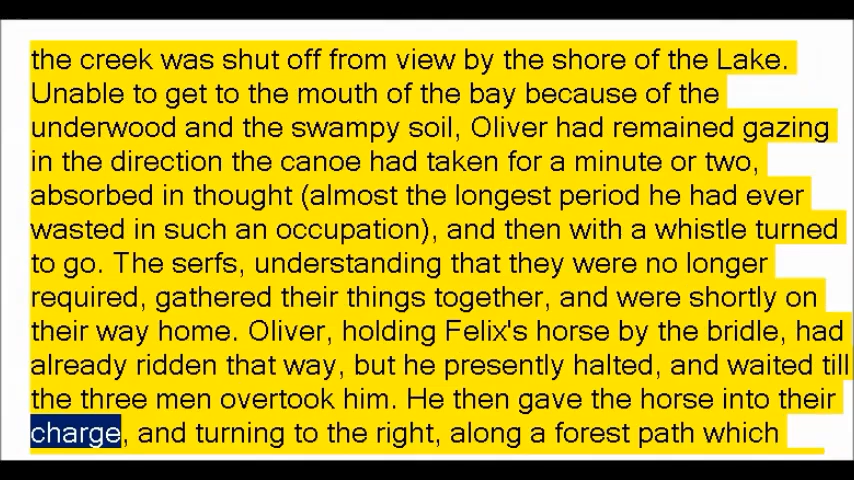 the creek was shut off from view by the shore of the Lake.
Unable to get to the mouth of the bay because of the
underwood and the swampy soil, Oliver had remained gazing
in the direction the canoe had taken for a minute or two,
absorbed in thought (almost the longest period he had ever
wasted in such an occupation), and then with a whistle turned
to go. The serfs, understanding that they were no longer
required, gathered their things together, and were shortly on
their way home. Oliver, holding Felix's horse by the bridle, had
already ridden that way, but he presently halted, and waited till
the three men overtook him. He then gave the horse into their
charge, and turning to the right, along a forest path which